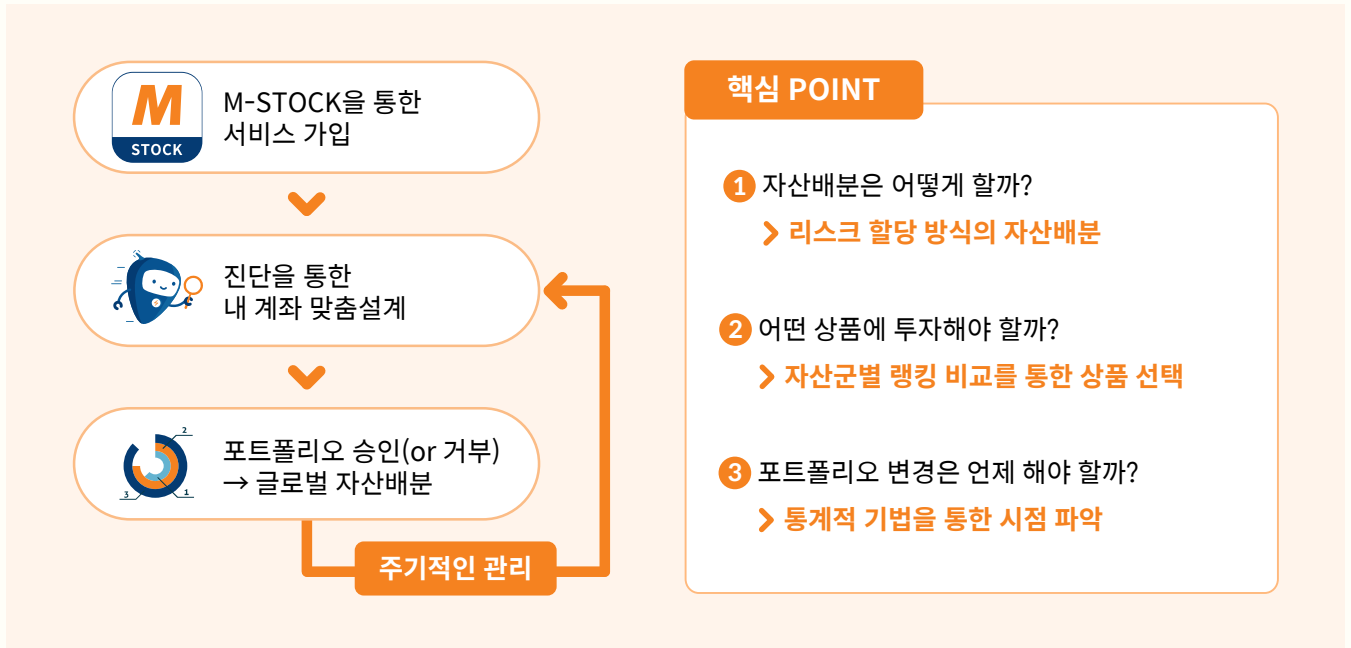 M
STOCK
M-STOCK을 통한
서비스 가입
진단을 통한
내 계좌 맞춤설계
2
3
1
포트폴리오 승인(or 거부)
→ 글로벌 자산배분
주기적인 관리
핵심 POINT
1 자산배분은 어떻게 할까?
리스크 할당 방식의 자산배분
2 어떤 상품에 투자해야 할까?
자산군별 랭킹 비교를 통한 상품 선택
3 포트폴리오 변경은 언제 해야 할까?
통계적 기법을 통한 시점 파악